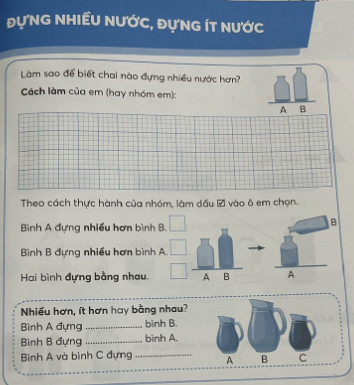 ĐỰNG NHIỀU NƯỚC, ĐỰNG ÍT NƯỚC
Làm sao để biết chai nào đựng nhiều nước hơn?
Cách làm của em (hay nhóm em):
A B
Theo cách thực hành của nhóm, làm dấu ☑ vào ô em chọn.
Bình A đựng nhiều hơn bình B.
Bình B đựng nhiều hơn bình A.
Hai bình đựng bằng nhau.
A B
B
A
Nhiều hơn, ít hơn hay bằng nhau?
Bình A đựng .............. bình B.
Bình B đựng .............. bình A.
Bình A và bình C đựng ..............
A B C